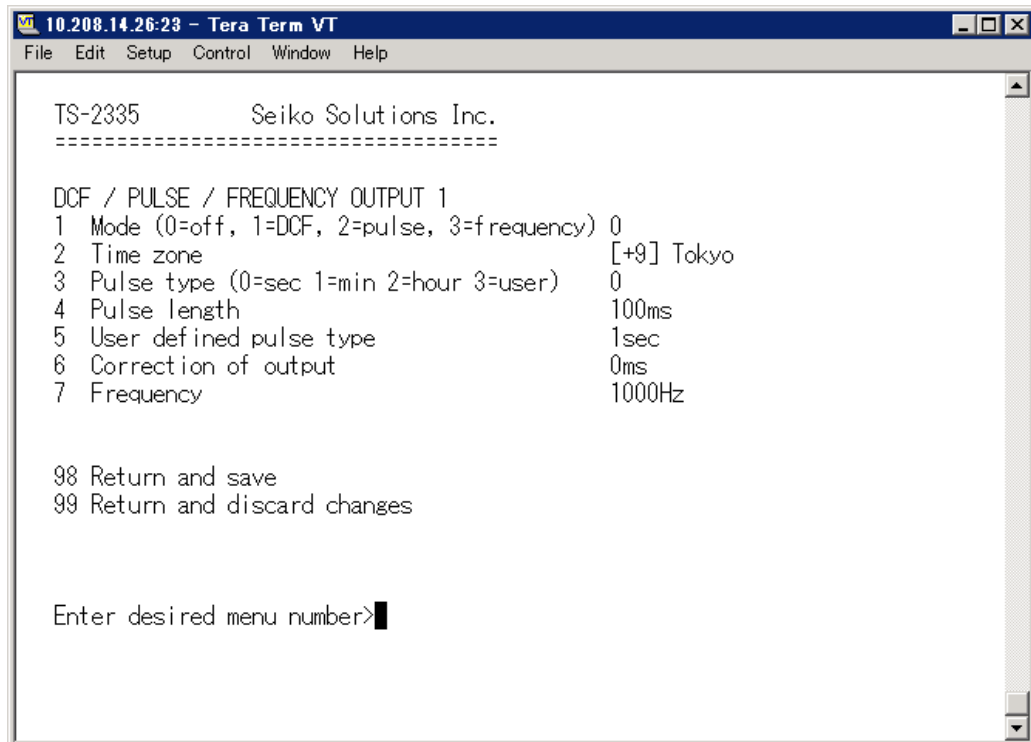 10.208.14.26:23 - Tera Term VT
File Edit Setup Control Window Help
TS-2335 Seiko Solutions Inc.
====================================
DCF / PULSE / FREQUENCY OUTPUT 1
1 Mode (0=off, 1=DCF, 2=pulse, 3=frequency) 0
2 Time zone [+9] Tokyo
3 Pulse type (0=sec 1=min 2=hour 3=user) 0
4 Pulse length 100ms
5 User defined pulse type 1sec
6 Correction of output 0ms
7 Frequency 1000Hz
98 Return and save
99 Return and discard changes
Enter desired menu number>